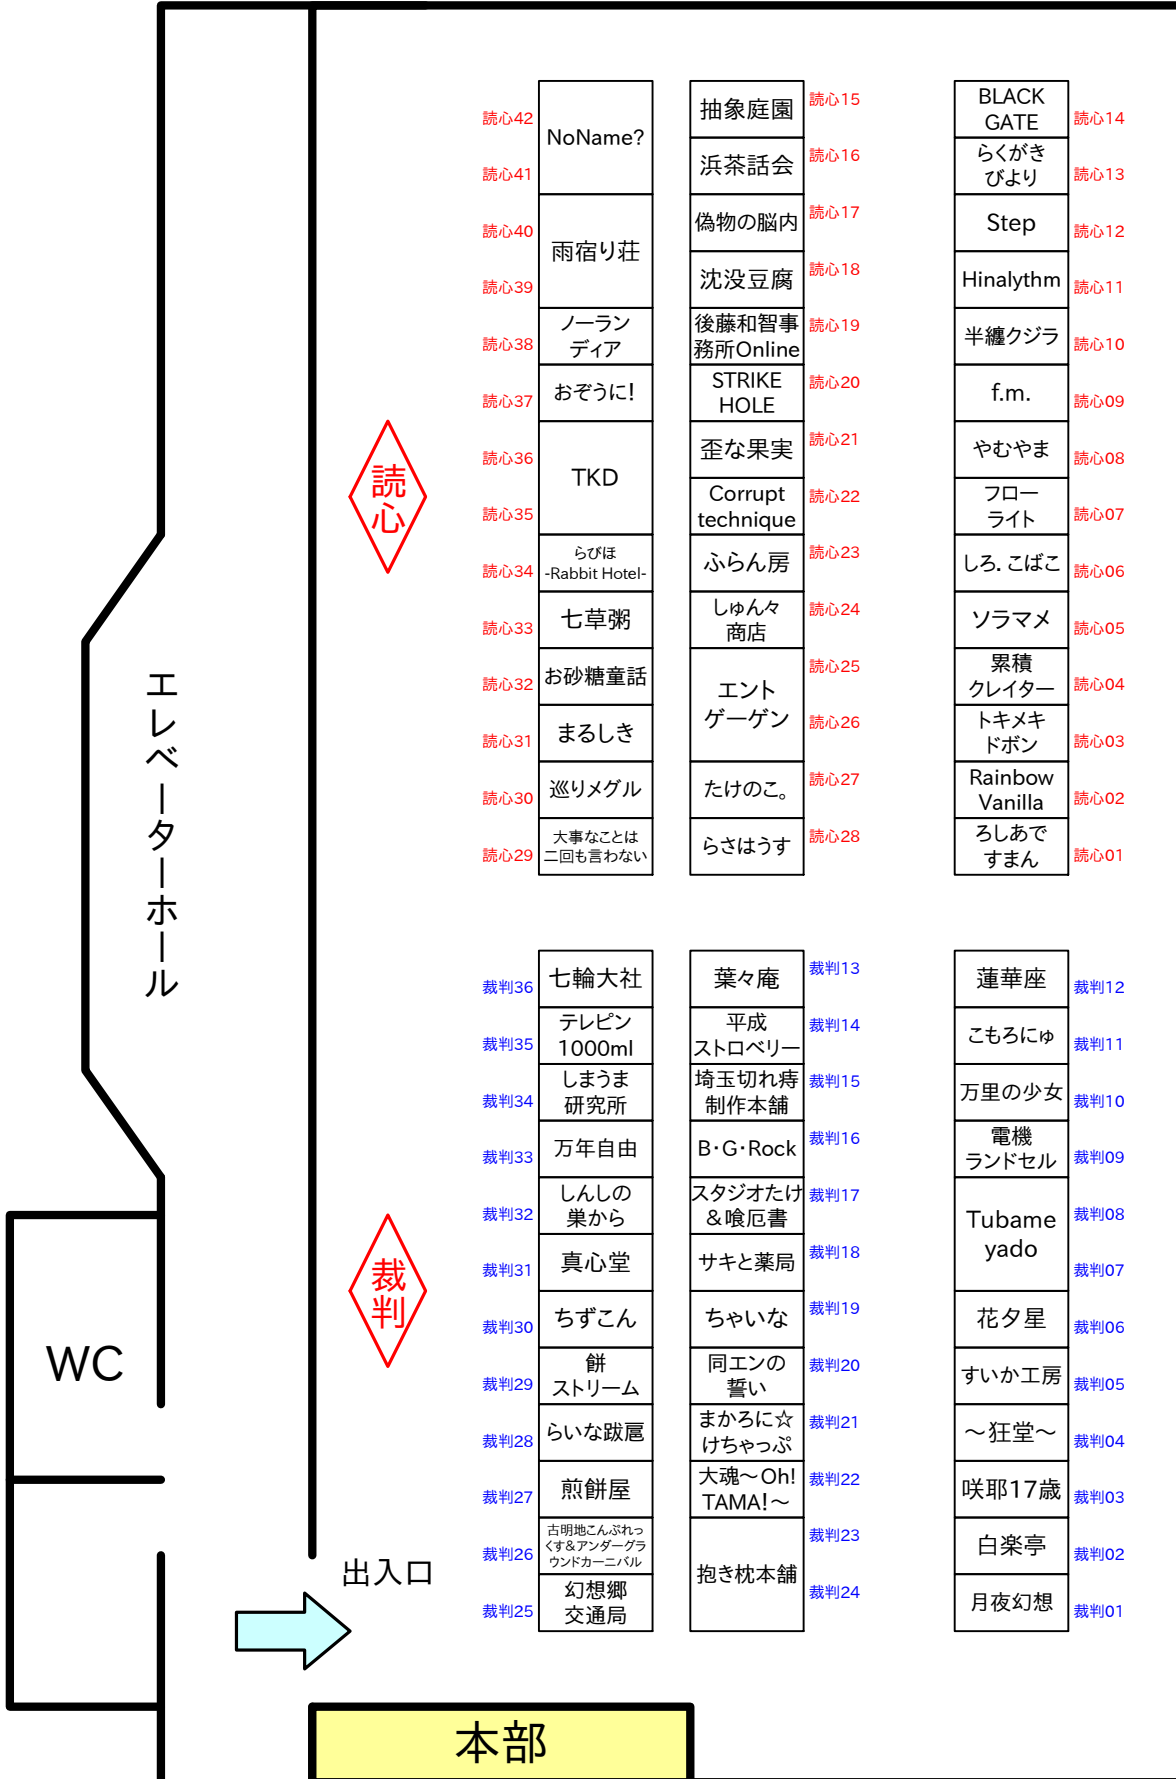 読心42
読心41
NoName?
読心40
読心39
雨宿り荘
読心38
ノーラン
ディア
読心37
おぞうに!
読心36
読心35
TKD
読心34
らびほ
-Rabbit Hotel-
読心33
七草粥
読心32
お砂糖童話
読心31
まるしき
読心30
巡りメグル
読心29
大事なことは
二回も言わない
抽象庭園
読心15
浜茶話会
読心16
偽物の脳内
読心17
沈没豆腐
読心18
後藤和智事
務所Online
読心19
STRIKE
HOLE
読心20
歪な果実
読心21
Corrupt
technique
読心22
ふらん房
読心23
しゅん々
商店
読心24
エント
ゲーゲン
読心25
読心26
たけのこ。
読心27
らさはうす
読心28
BLACK
GATE
読心14
らくがき
びより
読心13
Step
読心12
Hinalythm
読心11
半纏クジラ
読心10
f.m.
読心09
やむやま
読心08
フロー
ライト
読心07
しろ.こばこ
読心06
ソラマメ
読心05
累積
クレイター
読心04
トキメキ
ドボン
読心03
Rainbow
Vanilla
読心02
ろしあで
すまん
読心01
読心
エレベーターホール
裁判36
七輪大社
裁判35
テレピン
1000ml
裁判34
しまうま
研究所
裁判33
万年自由
裁判32
しんしの
巣から
裁判31
真心堂
裁判30
ちずこん
裁判29
餅
ストリーム
裁判28
らいな跋扈
裁判27
煎餅屋
裁判26
古明地こんぷれっ
くす&アンダーグラ
ウンドカーニバル
裁判25
幻想郷
交通局
葉々庵
裁判13
平成
ストロベリー
裁判14
埼玉切れ痔
制作本舗
裁判15
B・G・Rock
裁判16
スタジオたけ
&喰厄書
裁判17
サキと薬局
裁判18
ちゃいな
裁判19
同エンの
誓い
裁判20
まかろに☆
けちゃっぷ
裁判21
大魂～Oh!
TAMA!～
裁判22
抱き枕本舗
裁判23
裁判24
蓮華座
裁判12
こもろにゅ
裁判11
万里の少女
裁判10
電機
ランドセル
裁判09
Tubame
yado
裁判08
裁判07
花夕星
裁判06
すいか工房
裁判05
～狂堂～
裁判04
咲耶17歳
裁判03
白楽亭
裁判02
月夜幻想
裁判01
裁判
WC
出入口
本部